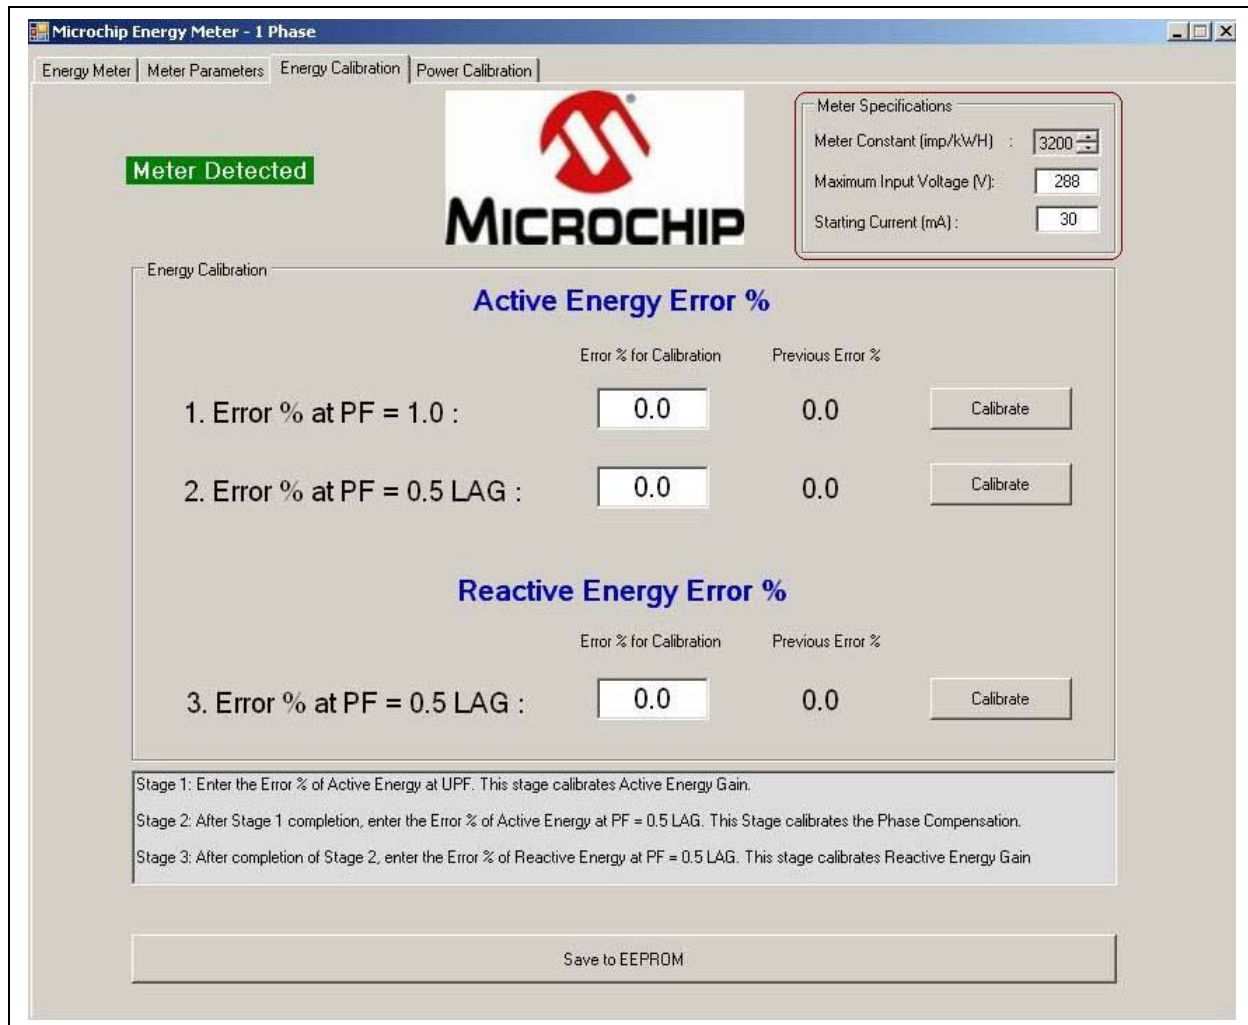 Microchip Energy Meter - 1 Phase
Energy Meter Meter Parameters Energy Calibration Power Calibration
Meter Detected
MICROCHIP
Meter Specifications
Meter Constant (imp/kWH) : 3200
Maximum Input Voltage (V): 288
Starting Current (mA) : 30
Energy Calibration
Active Energy Error %
Error % for Calibration Previous Error %
1. Error % at PF = 1.0 : 0.0 0.0 Calibrate
2. Error % at PF = 0.5 LAG : 0.0 0.0 Calibrate
Reactive Energy Error %
Error % for Calibration Previous Error %
3. Error % at PF = 0.5 LAG : 0.0 0.0 Calibrate
Stage 1: Enter the Error % of Active Energy at UPF. This stage calibrates Active Energy Gain.
Stage 2: After Stage 1 completion, enter the Error % of Active Energy at PF = 0.5 LAG. This Stage calibrates the Phase Compensation.
Stage 3: After completion of Stage 2, enter the Error % of Reactive Energy at PF = 0.5 LAG. This stage calibrates Reactive Energy Gain
Save to EEPROM